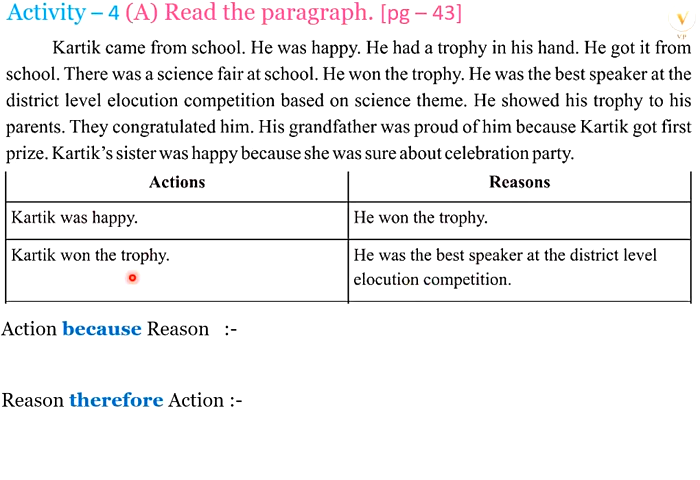 Activity – 4 (A) Read the paragraph. [pg – 43]
V
VP
Kartik came from school. He was happy. He had a trophy in his hand. He got it from
school. There was a science fair at school. He won the trophy. He was the best speaker at the
district level elocution competition based on science theme. He showed his trophy to his
parents. They congratulated him. His grandfather was proud of him because Kartik got first
prize. Kartik's sister was happy because she was sure about celebration party.
Actions Reasons
Kartik was happy. He won the trophy.
Kartik won the trophy. He was the best speaker at the district level
elocution competition.
Action because Reason :-
Reason therefore Action :-